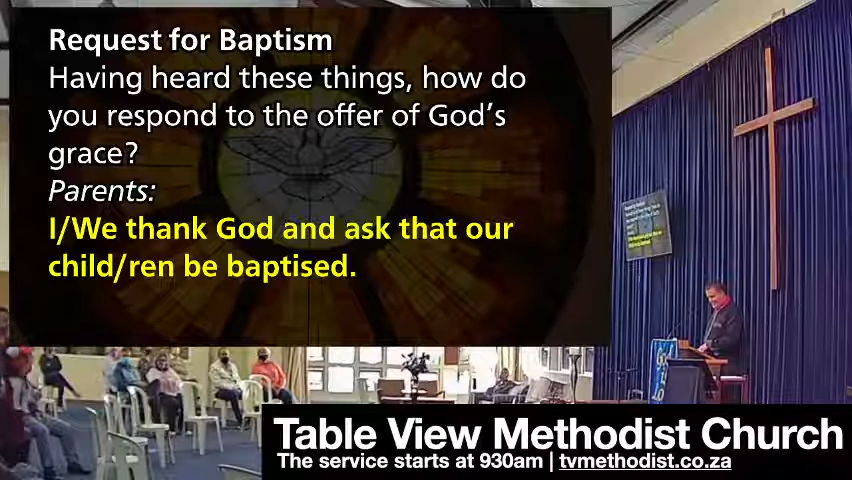 Request for Baptism
Having heard these things, how do
you respond to the offer of God's
grace?
Parents:
I/We thank God and ask that our
child/ren be baptised.
Table View Methodist Church
The service starts at 930am | tvmethodist.co.za